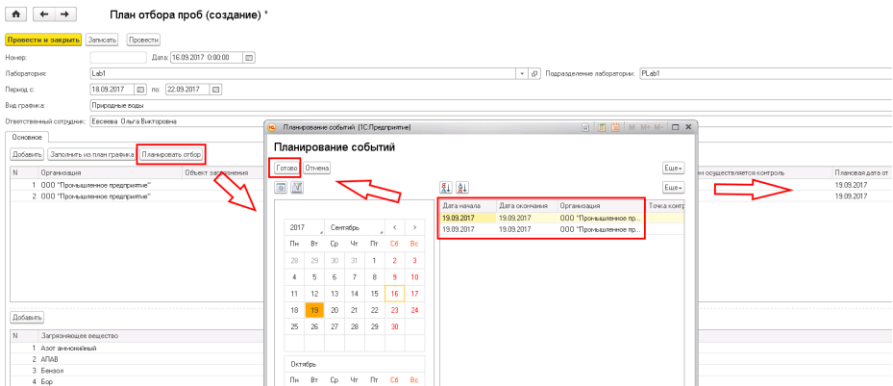 План отбора проб (создание) *
Провести и закрыть Записать Провести
Номер: Дата: 16.09.2017 0:00:00
Лаборатория: Lab1 Подразделение лаборатории: PLab1
Период с: 18.09.2017 по: 22.09.2017
Вид графика: Природные воды
Ответственный сотрудник: Евсеева Ольга Викторовна
Основное
Добавить Заполнить из план графика Планировать отбор
N Организация Объект загрязнения осуществляется контроль Плановая дата от
1 ООО "Промышленное предприятие" 19.09.2017
2 ООО "Промышленное предприятие" 19.09.2017
Добавить
N Загрязняющее вещество
1 Азот аммонийный
2 АПАВ
3 Бензол
4 Бор
Планирование событий (1С:Предприятие)
M M+ M-
Планирование событий
Готово Отмена Еще
Еще
Дата начала Дата окончания Организация Точка контр
19.09.2017 19.09.2017 ООО "Промышленное пр...
19.09.2017 19.09.2017 ООО "Промышленное пр...
2017 Сентябрь < >
Пн Вт Ср Чт Пт Сб Вс
28 29 30 31 1 2 3
4 5 6 7 8 9 10
11 12 13 14 15 16 17
18 19 20 21 22 23 24
25 26 27 28 29 30
Октябрь
Пн Вт Ср Чт Пт Сб Вс